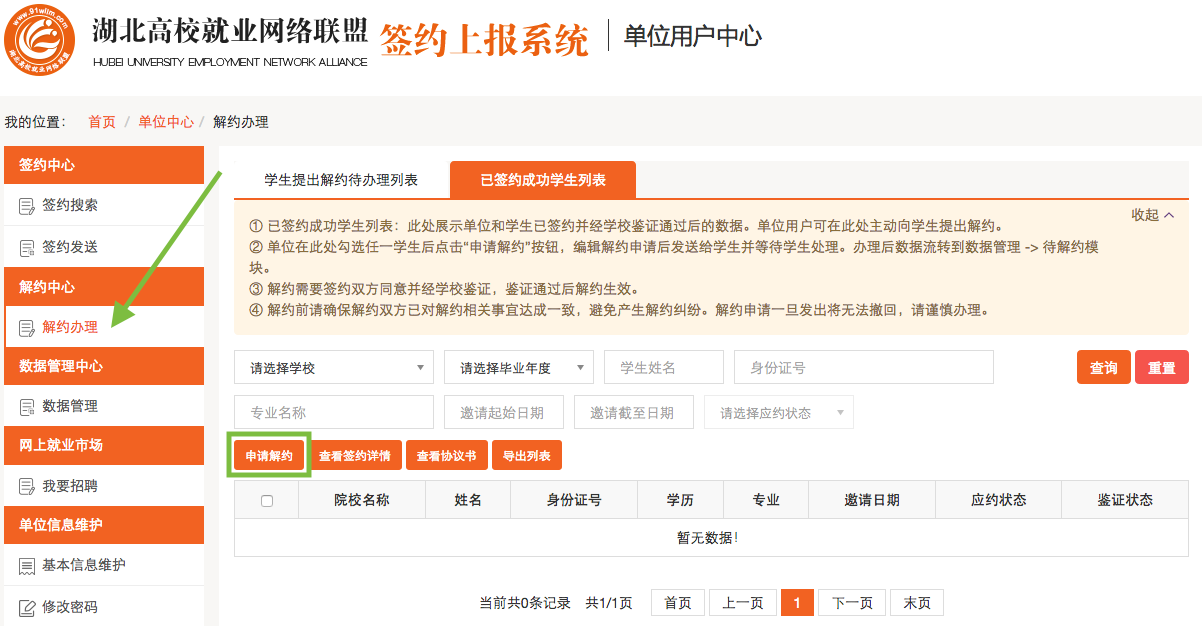 www.91wllm.com
湖北高校就业网络联盟
湖北高校就业网络联盟
HUBEI UNIVERSITY EMPLOYMENT NETWORK ALLIANCE
签约上报系统
单位用户中心
我的位置： 首页 / 单位中心 / 解约办理
签约中心
签约搜索
签约发送
解约中心
解约办理
数据管理中心
数据管理
网上就业市场
我要招聘
单位信息维护
基本信息维护
修改密码
学生提出解约待办理列表 已签约成功学生列表
收起
① 已签约成功学生列表：此处展示单位和学生已签约并经学校鉴证通过后的数据。单位用户可在此处主动向学生提出解约。
② 单位在此处勾选任一学生后点击“申请解约”按钮，编辑解约申请后发送给学生并等待学生处理。办理后数据流转到数据管理 -> 待解约模
块。
③ 解约需要签约双方同意并经学校鉴证，鉴证通过后解约生效。
④ 解约前请确保解约双方已对解约相关事宜达成一致，避免产生解约纠纷。解约申请一旦发出将无法撤回，请谨慎办理。
请选择学校 请选择毕业年度 学生姓名 身份证号 查询 重置
专业名称 邀请起始日期 邀请截至日期 请选择应约状态
申请解约 查看签约详情 查看协议书 导出列表
院校名称 姓名 身份证号 学历 专业 邀请日期 应约状态 鉴证状态
暂无数据!
当前共0条记录 共1/1页 首页 上一页 1 下一页 末页